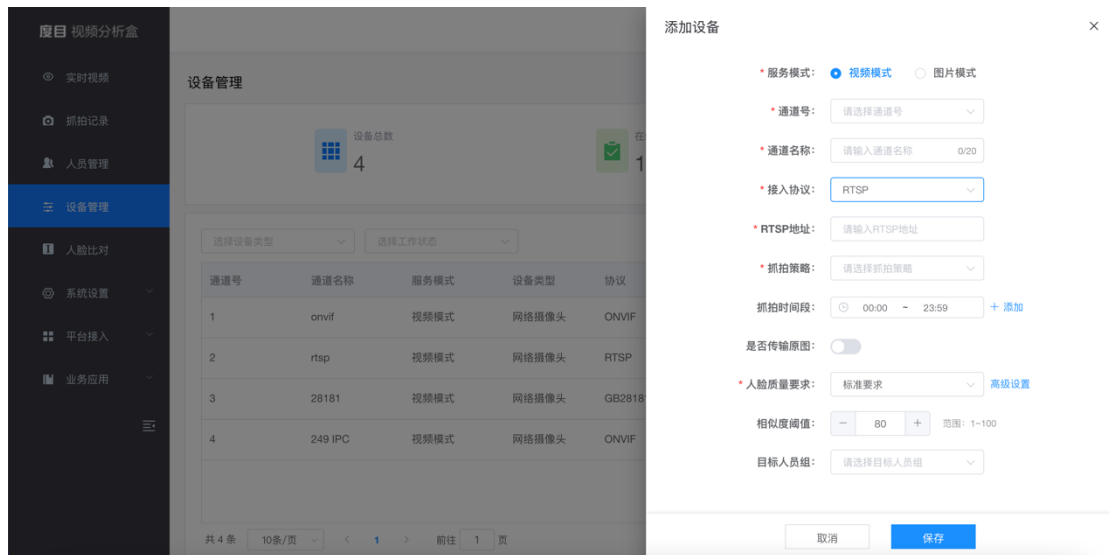 度目 视频分析盒
实时视频
抓拍记录
人员管理
设备管理
人脸比对
系统设置
平台接入
业务应用
设备管理
设备总数
4
在
1
选择设备类型 选择工作状态
通道号 通道名称 服务模式 设备类型 协议
1 onvif 视频模式 网络摄像头 ONVIF
2 rtsp 视频模式 网络摄像头 RTSP
3 28181 视频模式 网络摄像头 GB2818
4 249 IPC 视频模式 网络摄像头 ONVIF
共 4 条 10条/页 < 1 > 前往 1 页
添加设备 ×
* 服务模式: 视频模式 图片模式
* 通道号: 请选择通道号
* 通道名称: 请输入通道名称 0/20
* 接入协议: RTSP
* RTSP地址: 请输入RTSP地址
* 抓拍策略: 请选择抓拍策略
抓拍时间段: 00:00 ~ 23:59 + 添加
是否传输原图:
* 人脸质量要求: 标准要求 高级设置
相似度阈值: − 80 + 范围: 1~100
目标人员组: 请选择目标人员组
取消 保存